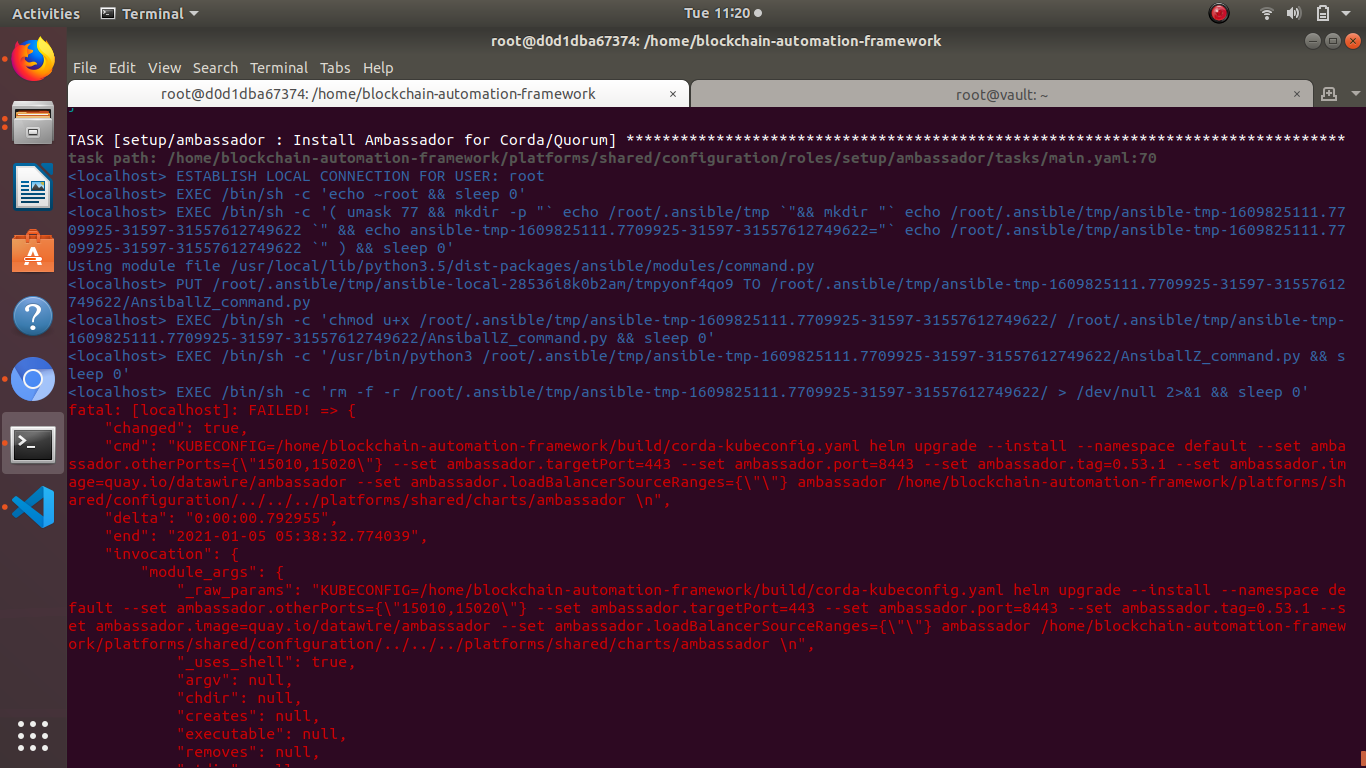 Activities
Terminal
Tue 11:20
root@d0d1dba67374: /home/blockchain-automation-framework
File Edit View Search Terminal Tabs Help
root@d0d1dba67374: /home/blockchain-automation-framework
root@vault: ~
TASK [setup/ambassador : Install Ambassador for Corda/Quorum] ********************************************************************************
task path: /home/blockchain-automation-framework/platforms/shared/configuration/roles/setup/ambassador/tasks/main.yaml:70
<localhost> ESTABLISH LOCAL CONNECTION FOR USER: root
<localhost> EXEC /bin/sh -c 'echo ~root && sleep 0'
<localhost> EXEC /bin/sh -c '( umask 77 && mkdir -p "` echo /root/.ansible/tmp `"&& mkdir "` echo /root/.ansible/tmp/ansible-tmp-1609825111.77
09925-31597-31557612749622 `" && echo ansible-tmp-1609825111.7709925-31597-31557612749622="` echo /root/.ansible/tmp/ansible-tmp-1609825111.77
09925-31597-31557612749622 `" ) && sleep 0'
Using module file /usr/local/lib/python3.5/dist-packages/ansible/modules/command.py
<localhost> PUT /root/.ansible/tmp/ansible-local-28536i8k0b2am/tmpyonf4qo9 TO /root/.ansible/tmp/ansible-tmp-1609825111.7709925-31597-31557612
749622/AnsiballZ_command.py
<localhost> EXEC /bin/sh -c 'chmod u+x /root/.ansible/tmp/ansible-tmp-1609825111.7709925-31597-31557612749622/ /root/.ansible/tmp/ansible-tmp-
1609825111.7709925-31597-31557612749622/AnsiballZ_command.py && sleep 0'
<localhost> EXEC /bin/sh -c '/usr/bin/python3 /root/.ansible/tmp/ansible-tmp-1609825111.7709925-31597-31557612749622/AnsiballZ_command.py && s
leep 0'
<localhost> EXEC /bin/sh -c 'rm -f -r /root/.ansible/tmp/ansible-tmp-1609825111.7709925-31597-31557612749622/ > /dev/null 2>&1 && sleep 0'
fatal: [localhost]: FAILED! => {
"changed": true,
"cmd": "KUBECONFIG=/home/blockchain-automation-framework/build/corda-kubeconfig.yaml helm upgrade --install --namespace default --set amba
ssador.otherPorts={\"15010,15020\"} --set ambassador.targetPort=443 --set ambassador.port=8443 --set ambassador.tag=0.53.1 --set ambassador.im
age=quay.io/datawire/ambassador --set ambassador.loadBalancerSourceRanges={\"\"} ambassador /home/blockchain-automation-framework/platforms/sh
ared/configuration/../../../platforms/shared/charts/ambassador \n",
"delta": "0:00:00.792955",
"end": "2021-01-05 05:38:32.774039",
"invocation": {
"module_args": {
"_raw_params": "KUBECONFIG=/home/blockchain-automation-framework/build/corda-kubeconfig.yaml helm upgrade --install --namespace de
fault --set ambassador.otherPorts={\"15010,15020\"} --set ambassador.targetPort=443 --set ambassador.port=8443 --set ambassador.tag=0.53.1 --s
et ambassador.image=quay.io/datawire/ambassador --set ambassador.loadBalancerSourceRanges={\"\"} ambassador /home/blockchain-automation-framew
ork/platforms/shared/configuration/../../../platforms/shared/charts/ambassador \n",
"_uses_shell": true,
"argv": null,
"chdir": null,
"creates": null,
"executable": null,
"removes": null,